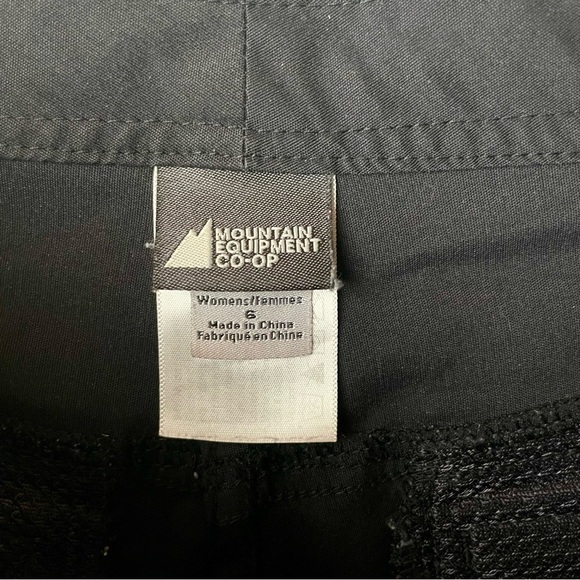 MOUNTAIN
EQUIPMENT
CO-OP
Womens/femmes
6
Made in China
Fabriqué en Chine